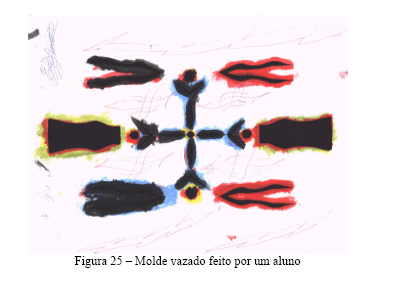 Figura 25 – Molde vazado feito por um aluno